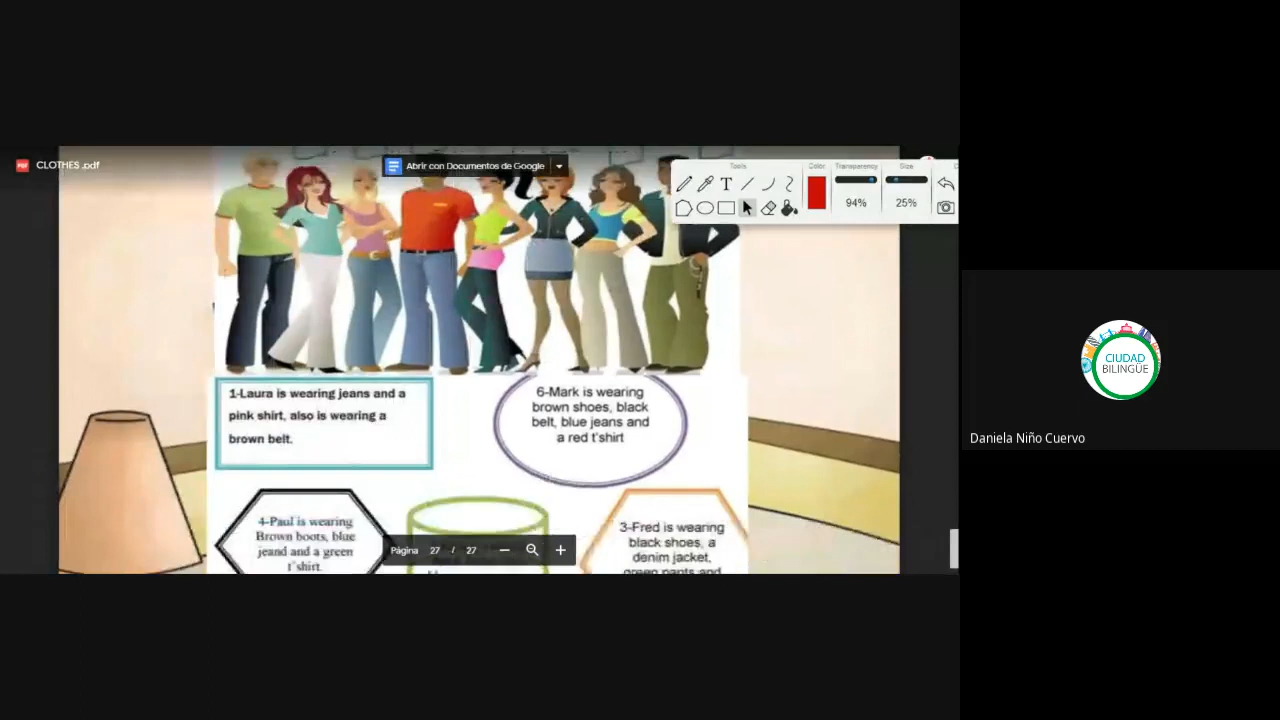 CLOTHES .pdf
Abrir con Documentos de Google
Tools
Color
Transparency
Size
94%
25%
1-Laura is wearing jeans and a
pink shirt, also is wearing a
brown belt.
6-Mark is wearing
brown shoes, black
belt, blue jeans and
a red t'shirt
4-Paul is wearing
Brown boots, blue
jeand and a green
t'shirt.
3-Fred is wearing
black shoes, a
denim jacket,
green pants and
Página 27 / 27
CIUDAD
BILINGÜE
Daniela Niño Cuervo